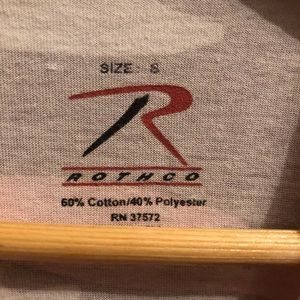 SIZE: S
R
ROTHCO
60% Cotton/40% Polyester
RN 37572